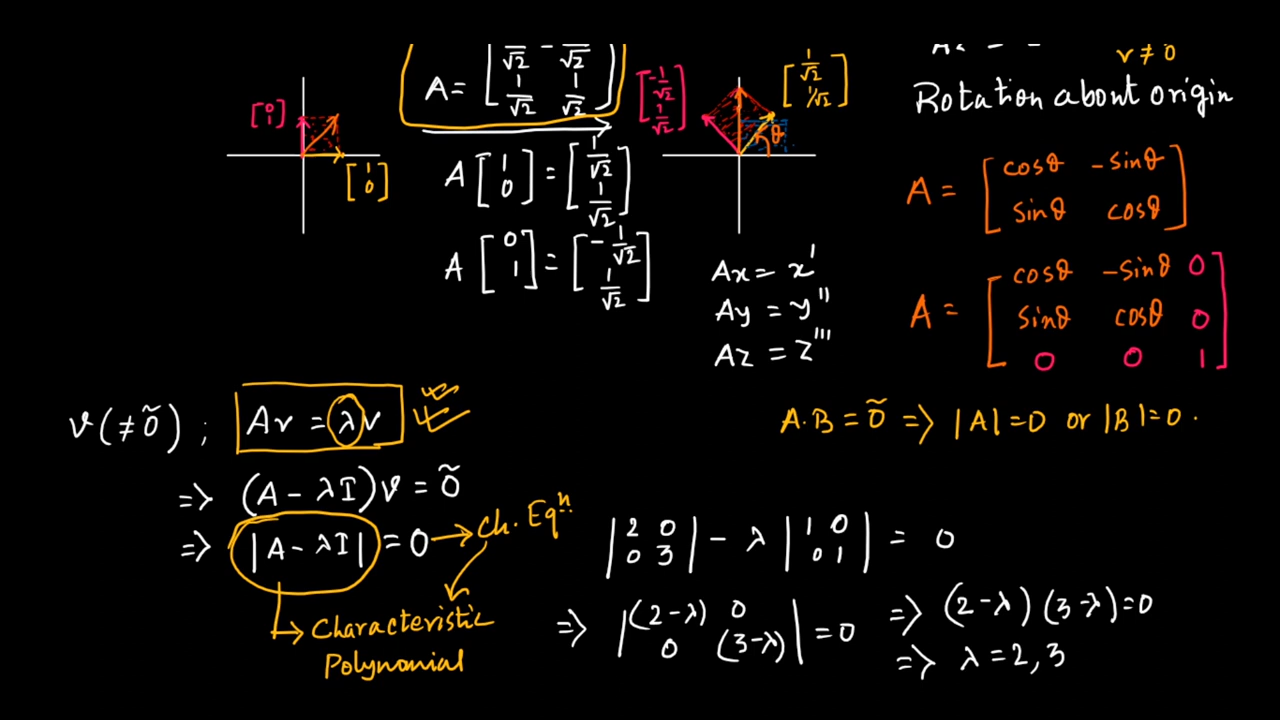 A = [1/√2 -1/√2
1/√2 1/√2]
[0
1]
[1
0]
A [1
0] = [1/√2
1/√2]
A [0
1] = [-1/√2
1/√2]
[-1/√2
1/√2]
[1/√2
1/√2]
θ
Ax = x'
Ay = y''
Az = z'''
v ≠ 0
Rotation about origin
A = [cosθ -sinθ
sinθ cosθ]
A = [cosθ -sinθ 0
sinθ cosθ 0
0 0 1]
v(≠ 0̃) ; Av = λv
=> (A - λI)v = 0̃
=> |A - λI| = 0 → Ch. Eqⁿ
→ Characteristic
Polynonial
A.B = 0̃ => |A| = 0 or |B| = 0 .
|2 0
0 3| - λ |1 0
0 1| = 0
=> |(2-λ) 0
0 (3-λ)| = 0
=> (2-λ)(3-λ) = 0
=> λ = 2, 3